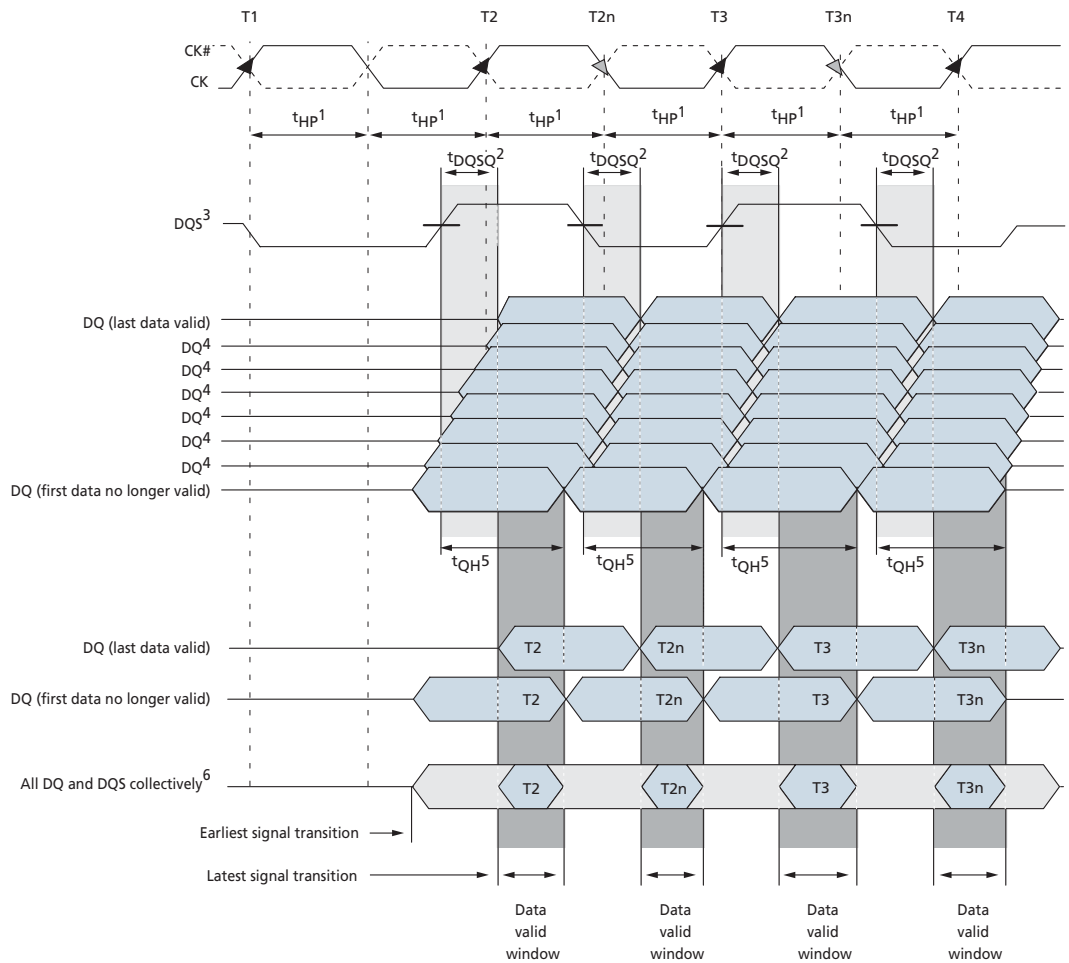 T1 T2 T2n T3 T3n T4
CK#
CK
tHP1 tHP1 tHP1 tHP1 tHP1 tHP1
tDQSQ2 tDQSQ2 tDQSQ2 tDQSQ2
DQS3
DQ (last data valid)
DQ4
DQ4
DQ4
DQ4
DQ4
DQ4
DQ (first data no longer valid)
tQH5 tQH5 tQH5 tQH5
DQ (last data valid) T2 T2n T3 T3n
DQ (first data no longer valid) T2 T2n T3 T3n
All DQ and DQS collectively6 T2 T2n T3 T3n
Earliest signal transition
Latest signal transition
Data Data Data Data
valid valid valid valid
window window window window